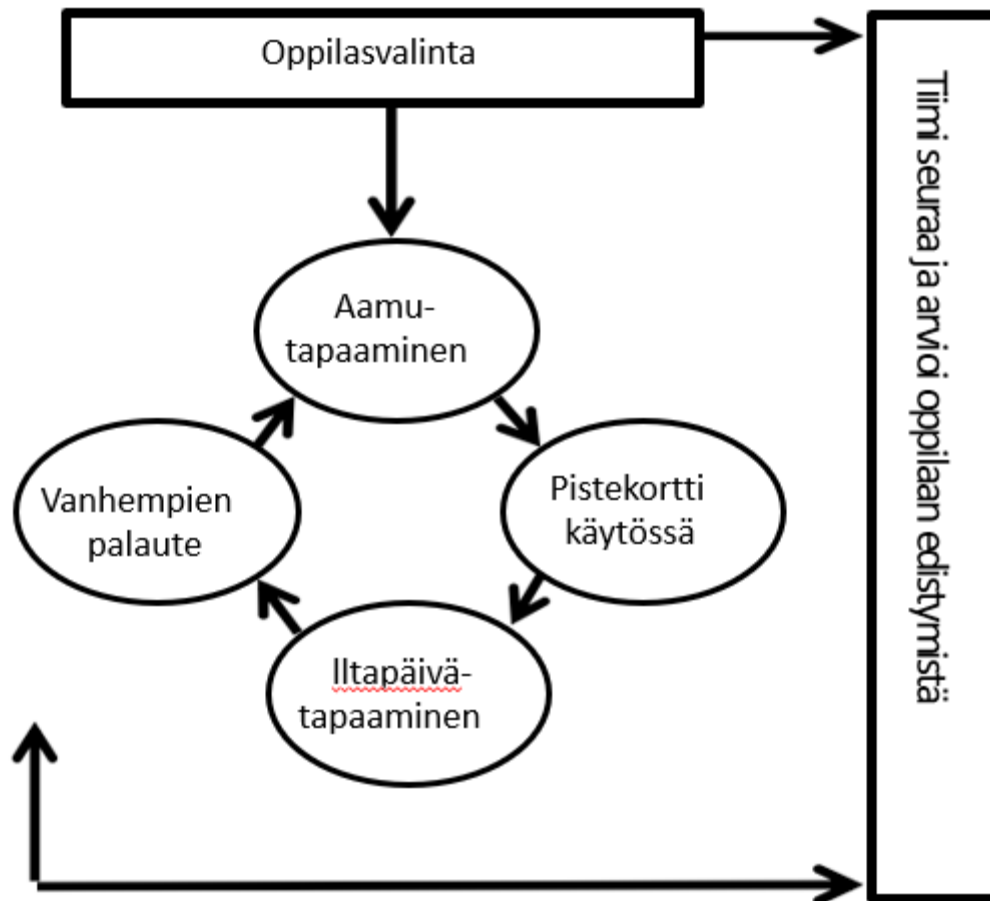 Oppilasvalinta
Aamu-
tapaaminen
Pistekortti
käytössä
Iltapäivä-
tapaaminen
Vanhempien
palaute
Tiimi seuraa ja arvioi oppilaan edistymistä